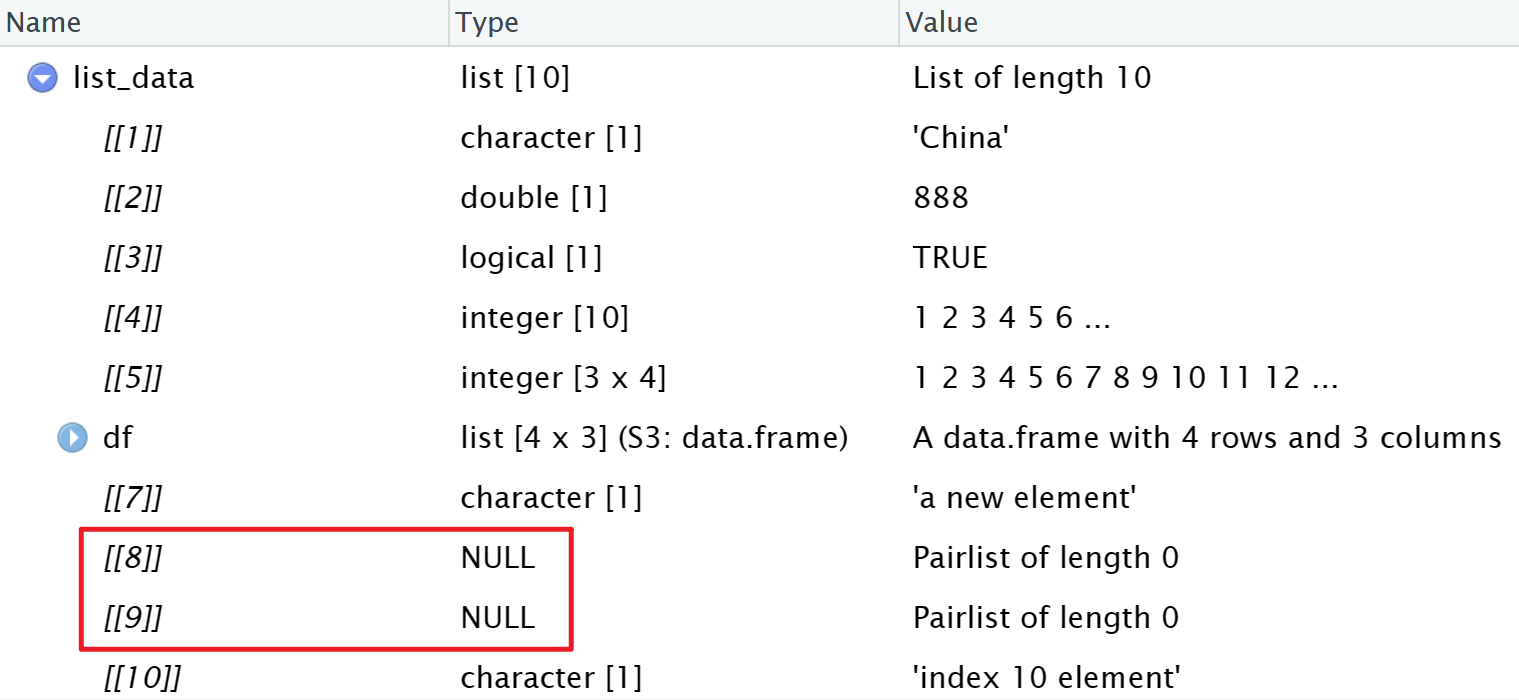 Name Type Value
list_data list [10] List of length 10
[[1]] character [1] 'China'
[[2]] double [1] 888
[[3]] logical [1] TRUE
[[4]] integer [10] 1 2 3 4 5 6 ...
[[5]] integer [3 x 4] 1 2 3 4 5 6 7 8 9 10 11 12 ...
df list [4 x 3] (S3: data.frame) A data.frame with 4 rows and 3 columns
[[7]] character [1] 'a new element'
[[8]] NULL Pairlist of length 0
[[9]] NULL Pairlist of length 0
[[10]] character [1] 'index 10 element'